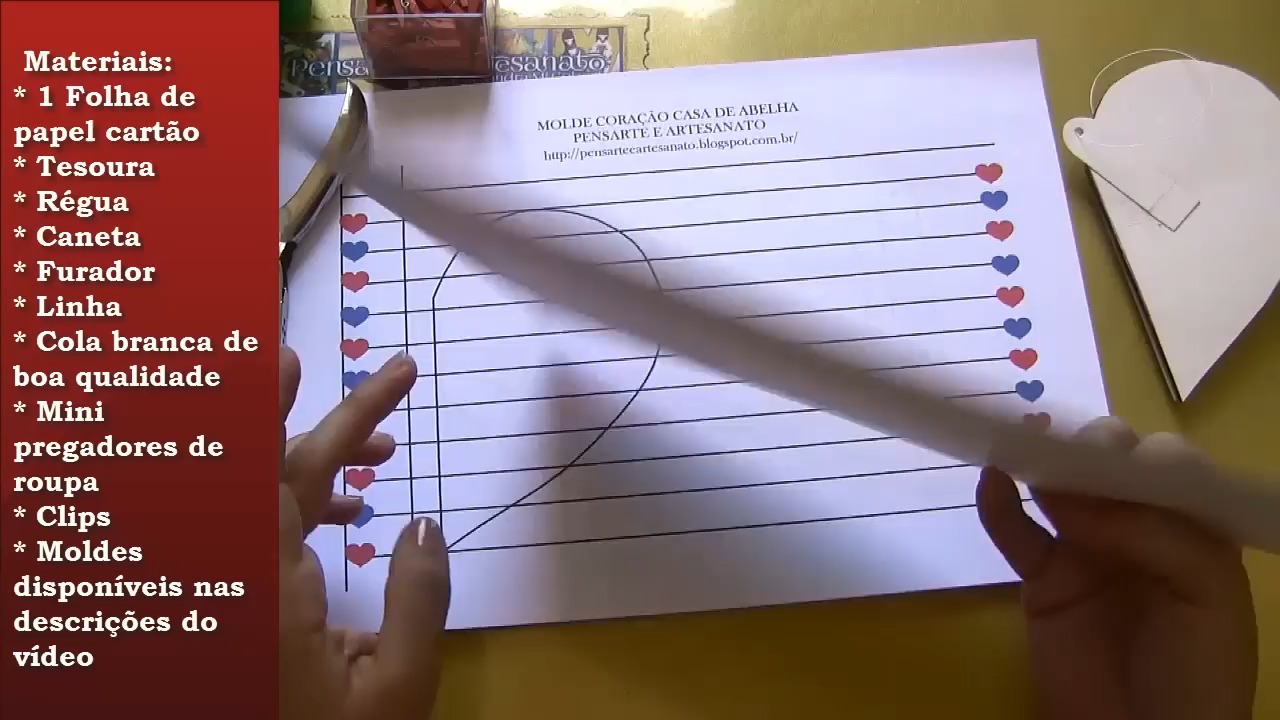 Materiais:
* 1 Folha de
papel cartão
* Tesoura
* Régua
* Caneta
* Furador
* Linha
* Cola branca de
boa qualidade
* Mini
pregadores de
roupa
* Clips
* Moldes
disponíveis nas
descrições do
vídeo
MOLDE CORAÇÃO CASA DE ABELHA
PENSARTE E ARTESANATO
http://pensarteeartesanato.blogspot.com.br/